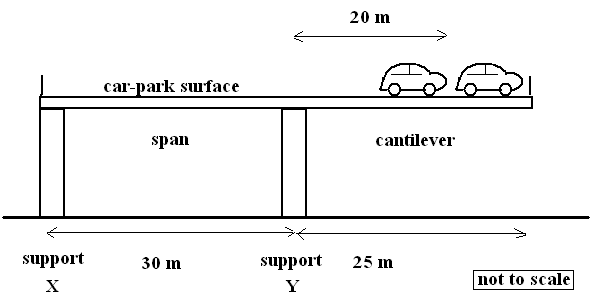 20 m
car-park surface
span
cantilever
support
X
30 m
support
Y
25 m
not to scale